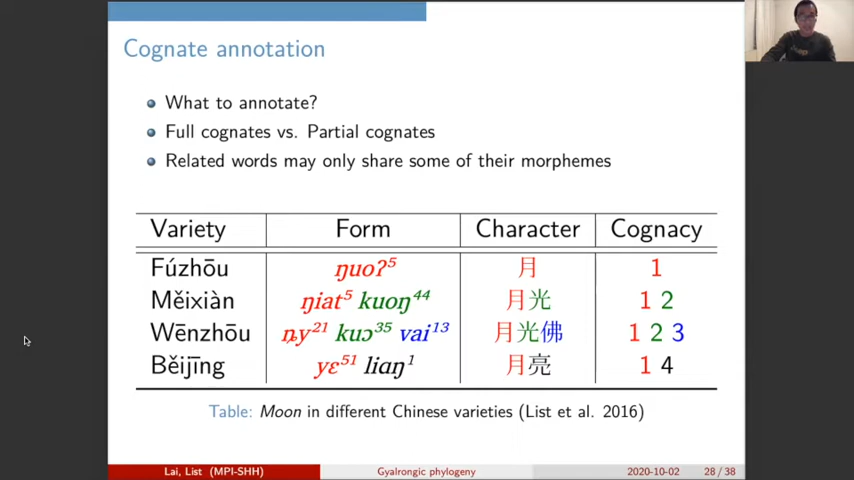 Cognate annotation
What to annotate?
Full cognates vs. Partial cognates
Related words may only share some of their morphemes
Variety Form Character Cognacy
Fúzhōu ŋuoʔ⁵ 月 1
Měixiàn ŋiat⁵ kuoŋ⁴⁴ 月光 1 2
Wēnzhōu ȵy²¹ kuɔ³⁵ vai¹³ 月光佛 1 2 3
Běijīng yɛ⁵¹ liɑŋ¹ 月亮 1 4
Table: Moon in different Chinese varieties (List et al. 2016)
Lai, List (MPI-SHH) Gyalrongic phylogeny 2020-10-02 28 / 38